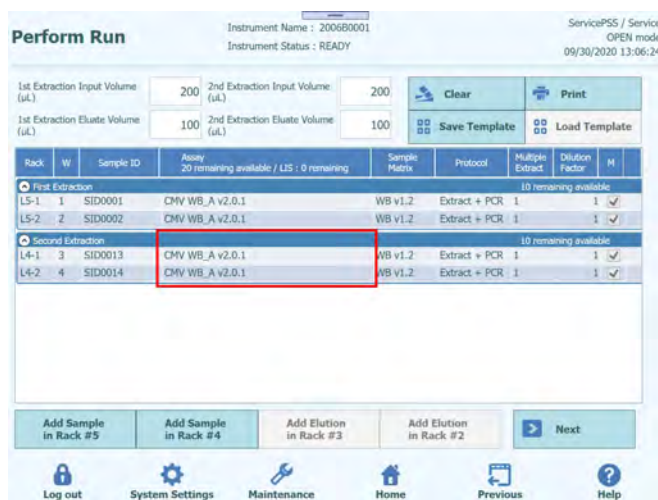 Perform Run
Instrument Name : 2006B0001
Instrument Status : READY
ServicePSS / Service
OPEN mode
09/30/2020 13:06:24
1st Extraction Input Volume (uL) 200 2nd Extraction Input Volume (uL) 200 Clear Print
1st Extraction Eluate Volume (uL) 100 2nd Extraction Eluate Volume (uL) 100 Save Template Load Template
Rack W Sample ID Assay 20 remaining available / LIS : 0 remaining Sample Matrix Protocol Multiple Extract Dilution Factor M
First Extraction 10 remaining available
L5-1 1 SID0001 CMV WB_A v2.0.1 WB v1.2 Extract + PCR 1 1
L5-2 2 SID0002 CMV WB_A v2.0.1 WB v1.2 Extract + PCR 1 1
Second Extraction 10 remaining available
L4-1 3 SID0013 CMV WB_A v2.0.1 WB v1.2 Extract + PCR 1 1
L4-2 4 SID0014 CMV WB_A v2.0.1 WB v1.2 Extract + PCR 1 1
Add Sample in Rack #5 Add Sample in Rack #4 Add Elution in Rack #3 Add Elution in Rack #2 Next
Log out System Settings Maintenance Home Previous Help